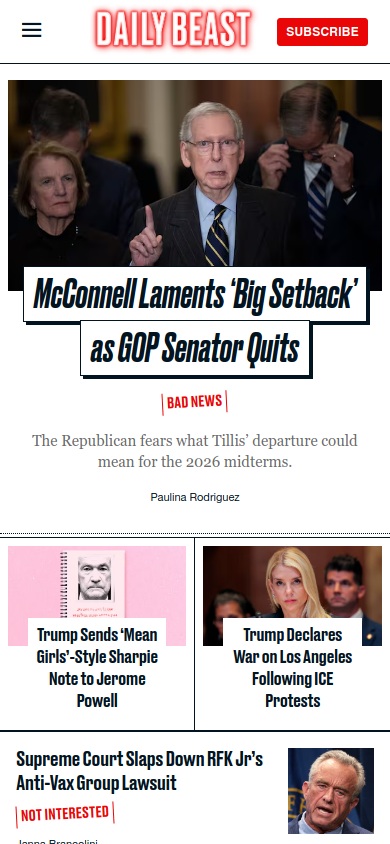 DAILY BEAST
SUBSCRIBE
McConnell Laments ‘Big Setback’
as GOP Senator Quits
BAD NEWS
The Republican fears what Tillis’ departure could
mean for the 2026 midterms.
Paulina Rodriguez
Trump Sends ‘Mean
Girls’-Style Sharpie
Note to Jerome
Powell
Trump Declares
War on Los Angeles
Following ICE
Protests
Supreme Court Slaps Down RFK Jr’s
Anti-Vax Group Lawsuit
NOT INTERESTED